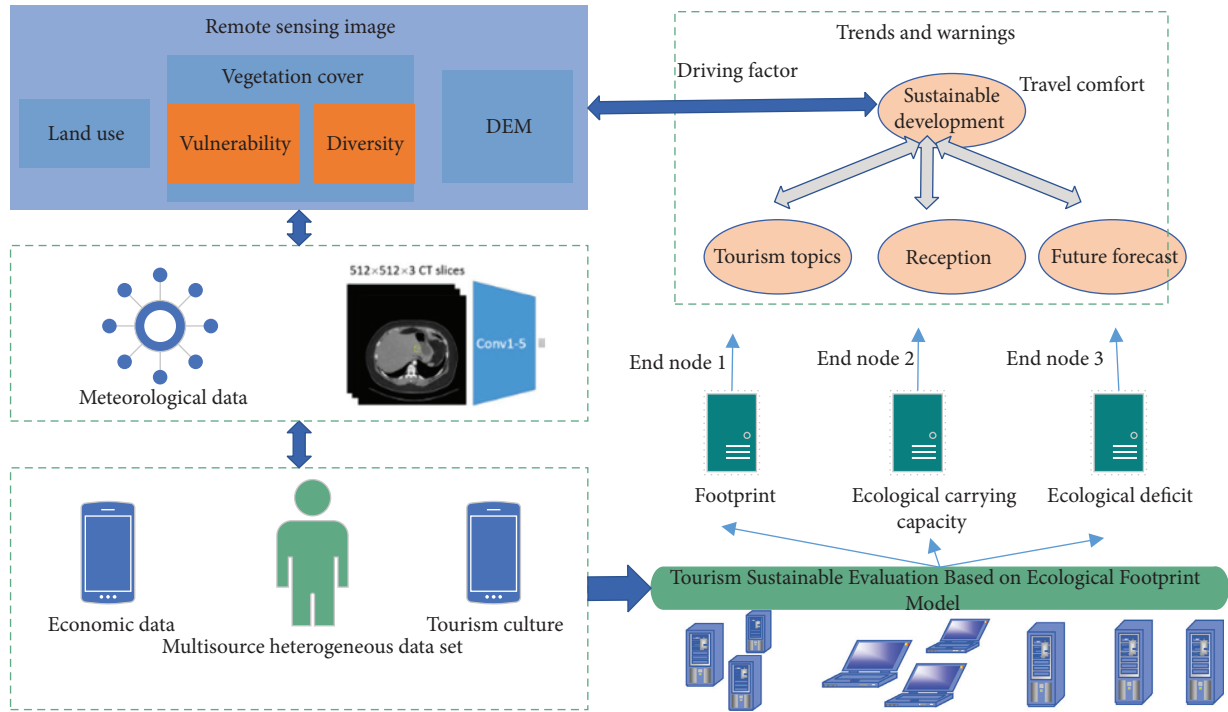 Remote sensing image
Vegetation cover
Land use
Vulnerability
Diversity
DEM
512×512×3 CT slices
Conv1-5
Meteorological data
Economic data
Multisource heterogeneous data set
Tourism culture
Trends and warnings
Driving factor
Travel comfort
Sustainable
development
Tourism topics
Reception
Future forecast
End node 1
End node 2
End node 3
Footprint
Ecological carrying
capacity
Ecological deficit
Tourism Sustainable Evaluation Based on Ecological Footprint
Model